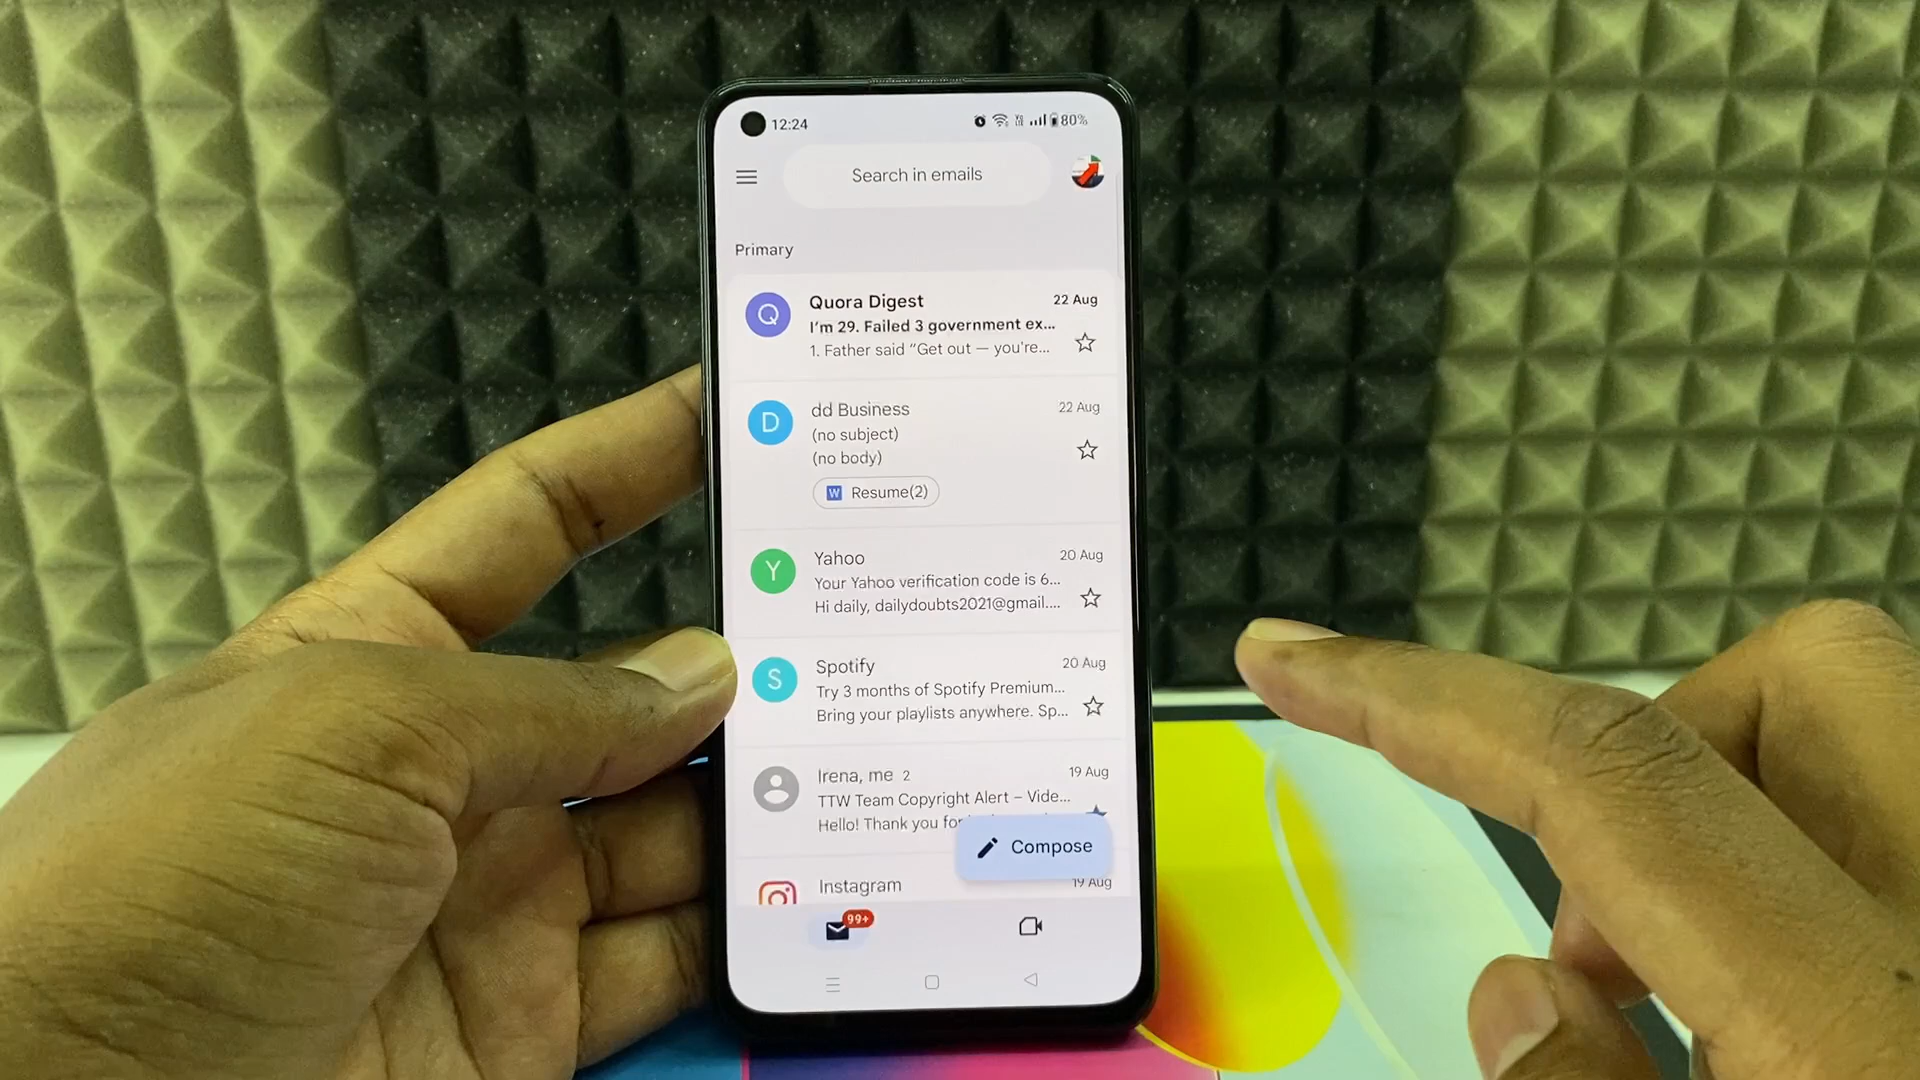 12:24
80%
Search in emails
Primary
Q
Quora Digest
22 Aug
I'm 29. Failed 3 government ex...
1. Father said “Get out — you're...
D
dd Business
22 Aug
(no subject)
(no body)
W Resume(2)
Y
Yahoo
20 Aug
Your Yahoo verification code is 6...
Hi daily, dailydoubts2021@gmail....
S
Spotify
20 Aug
Try 3 months of Spotify Premium...
Bring your playlists anywhere. Sp...
Irena, me 2
19 Aug
TTW Team Copyright Alert – Vide...
Hello! Thank you for
Compose
Instagram
19 Aug
99+